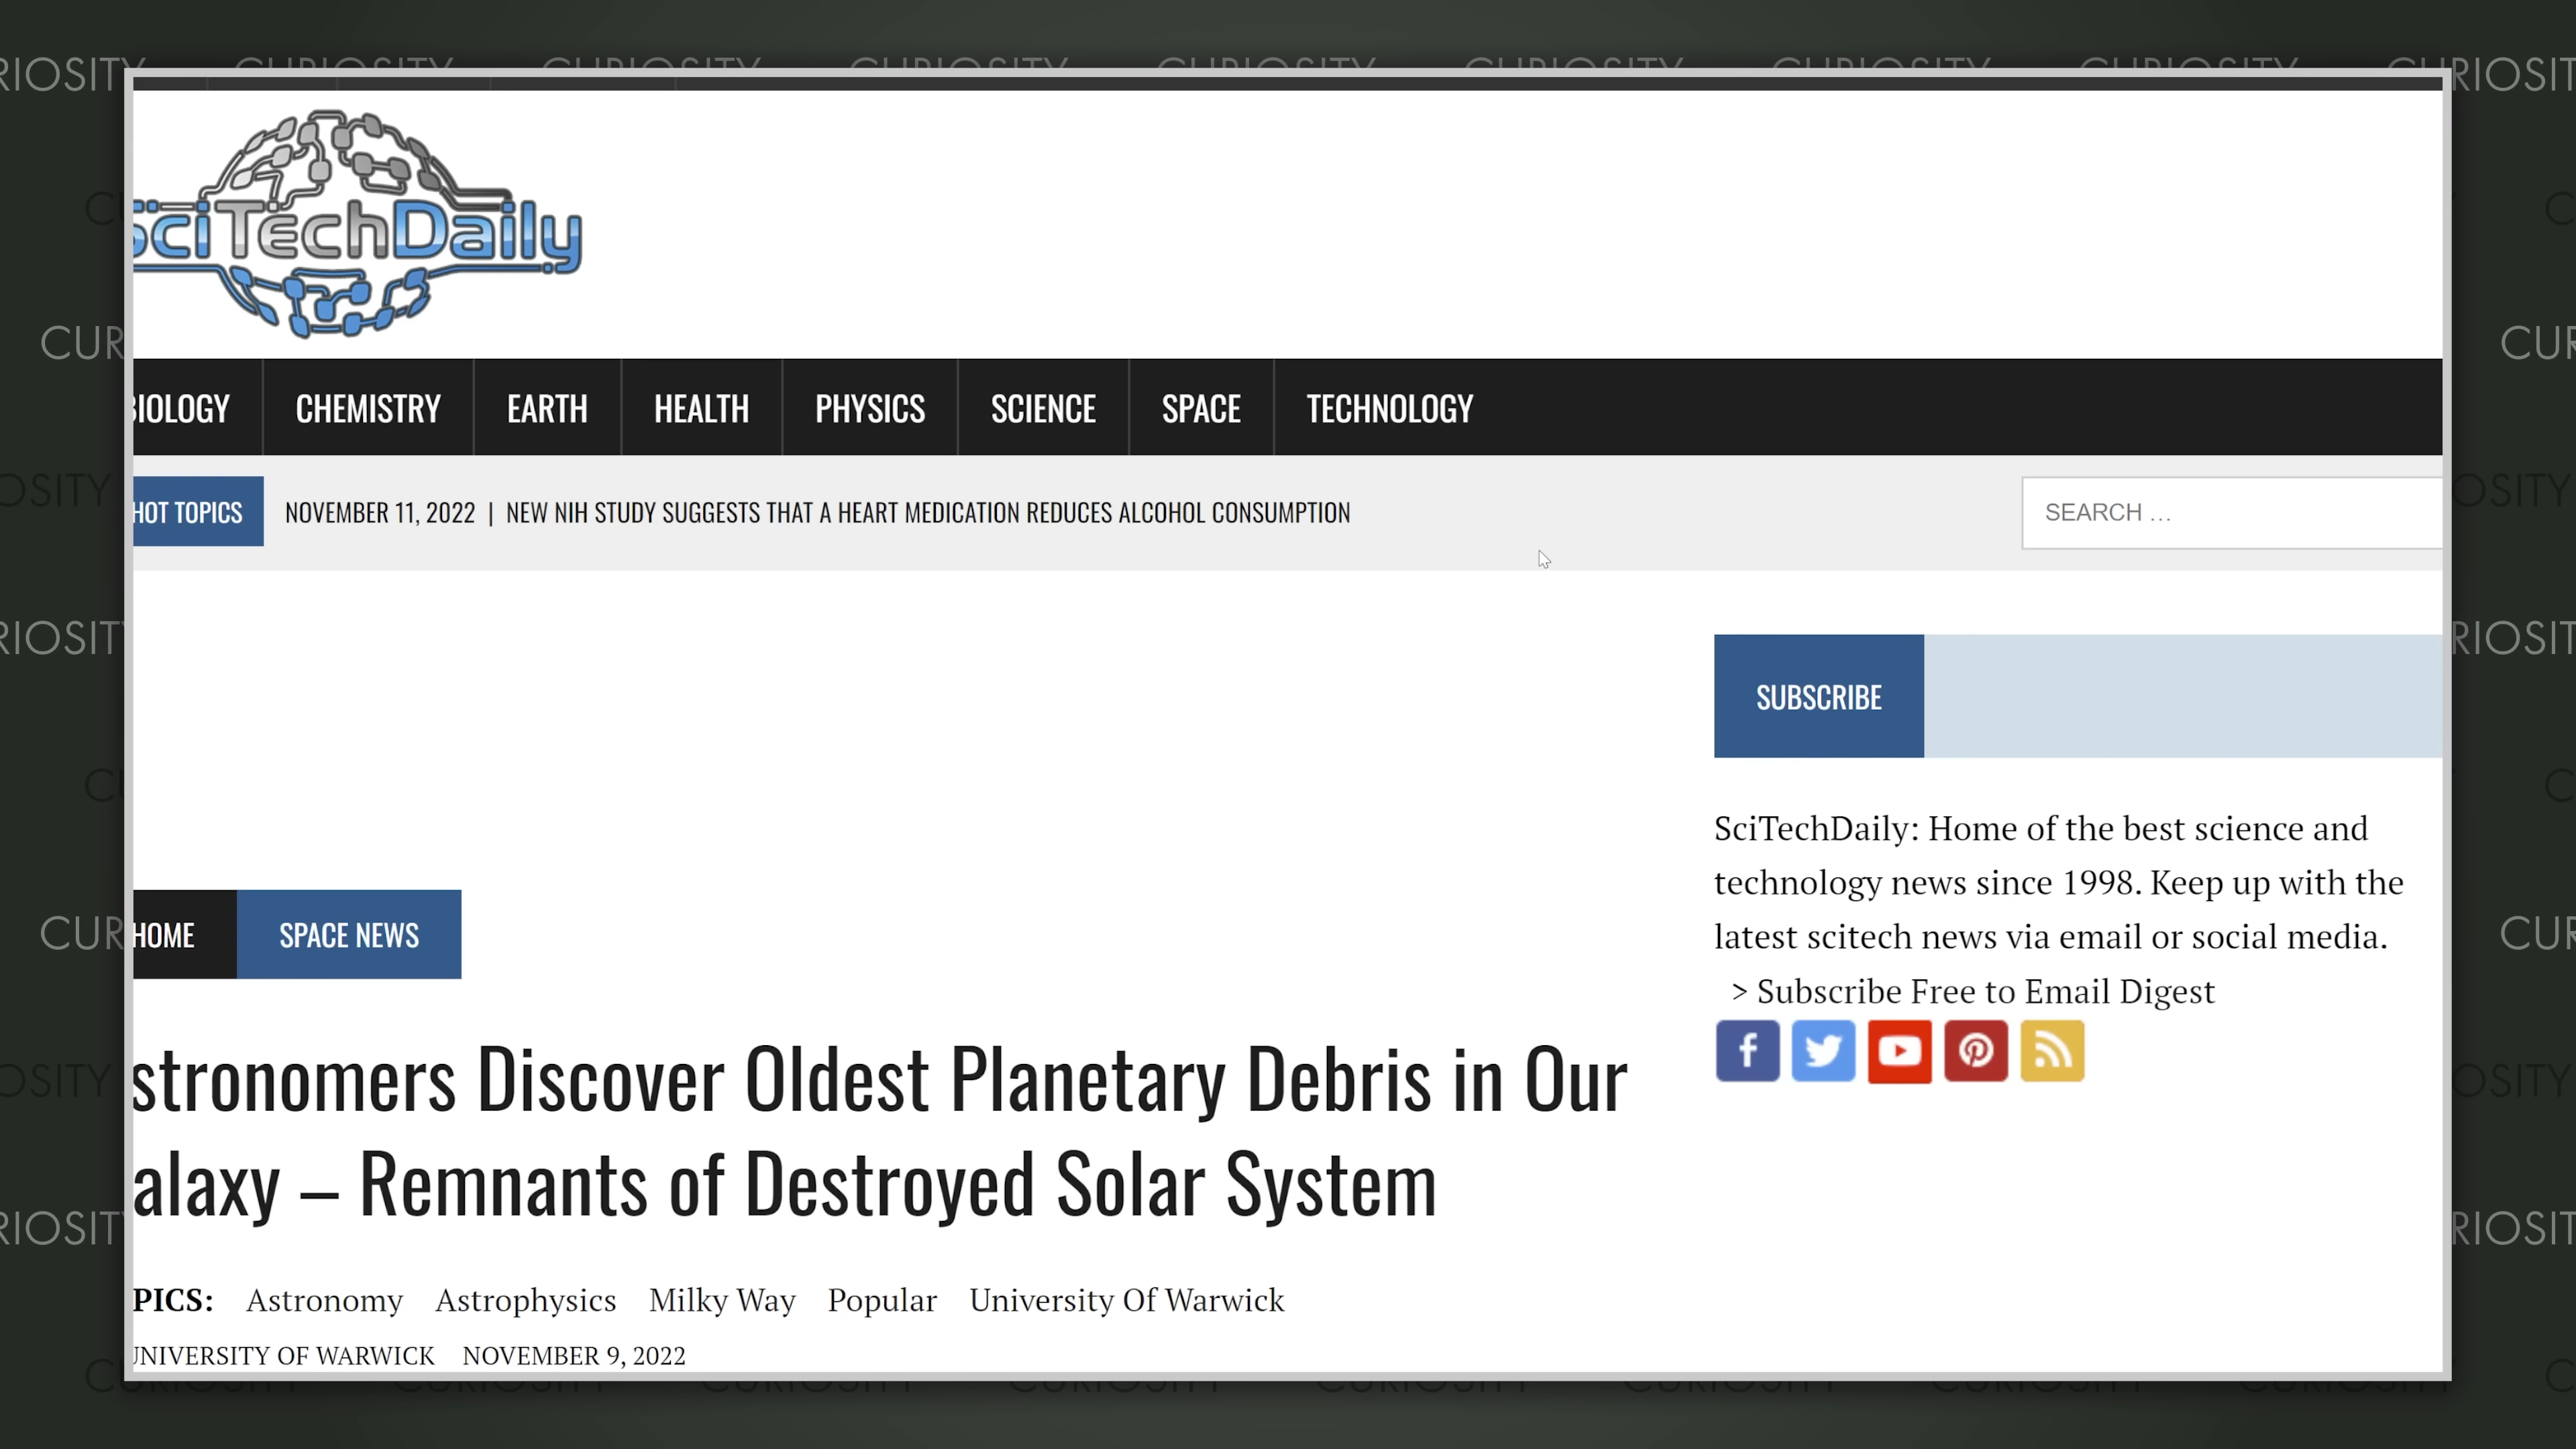 SciTechDaily
BIOLOGY CHEMISTRY EARTH HEALTH PHYSICS SCIENCE SPACE TECHNOLOGY
HOT TOPICS NOVEMBER 11, 2022 | NEW NIH STUDY SUGGESTS THAT A HEART MEDICATION REDUCES ALCOHOL CONSUMPTION
SEARCH …
SUBSCRIBE
SciTechDaily: Home of the best science and
technology news since 1998. Keep up with the
latest scitech news via email or social media.
> Subscribe Free to Email Digest
HOME SPACE NEWS
stronomers Discover Oldest Planetary Debris in Our
alaxy – Remnants of Destroyed Solar System
PICS: Astronomy Astrophysics Milky Way Popular University Of Warwick
UNIVERSITY OF WARWICK NOVEMBER 9, 2022